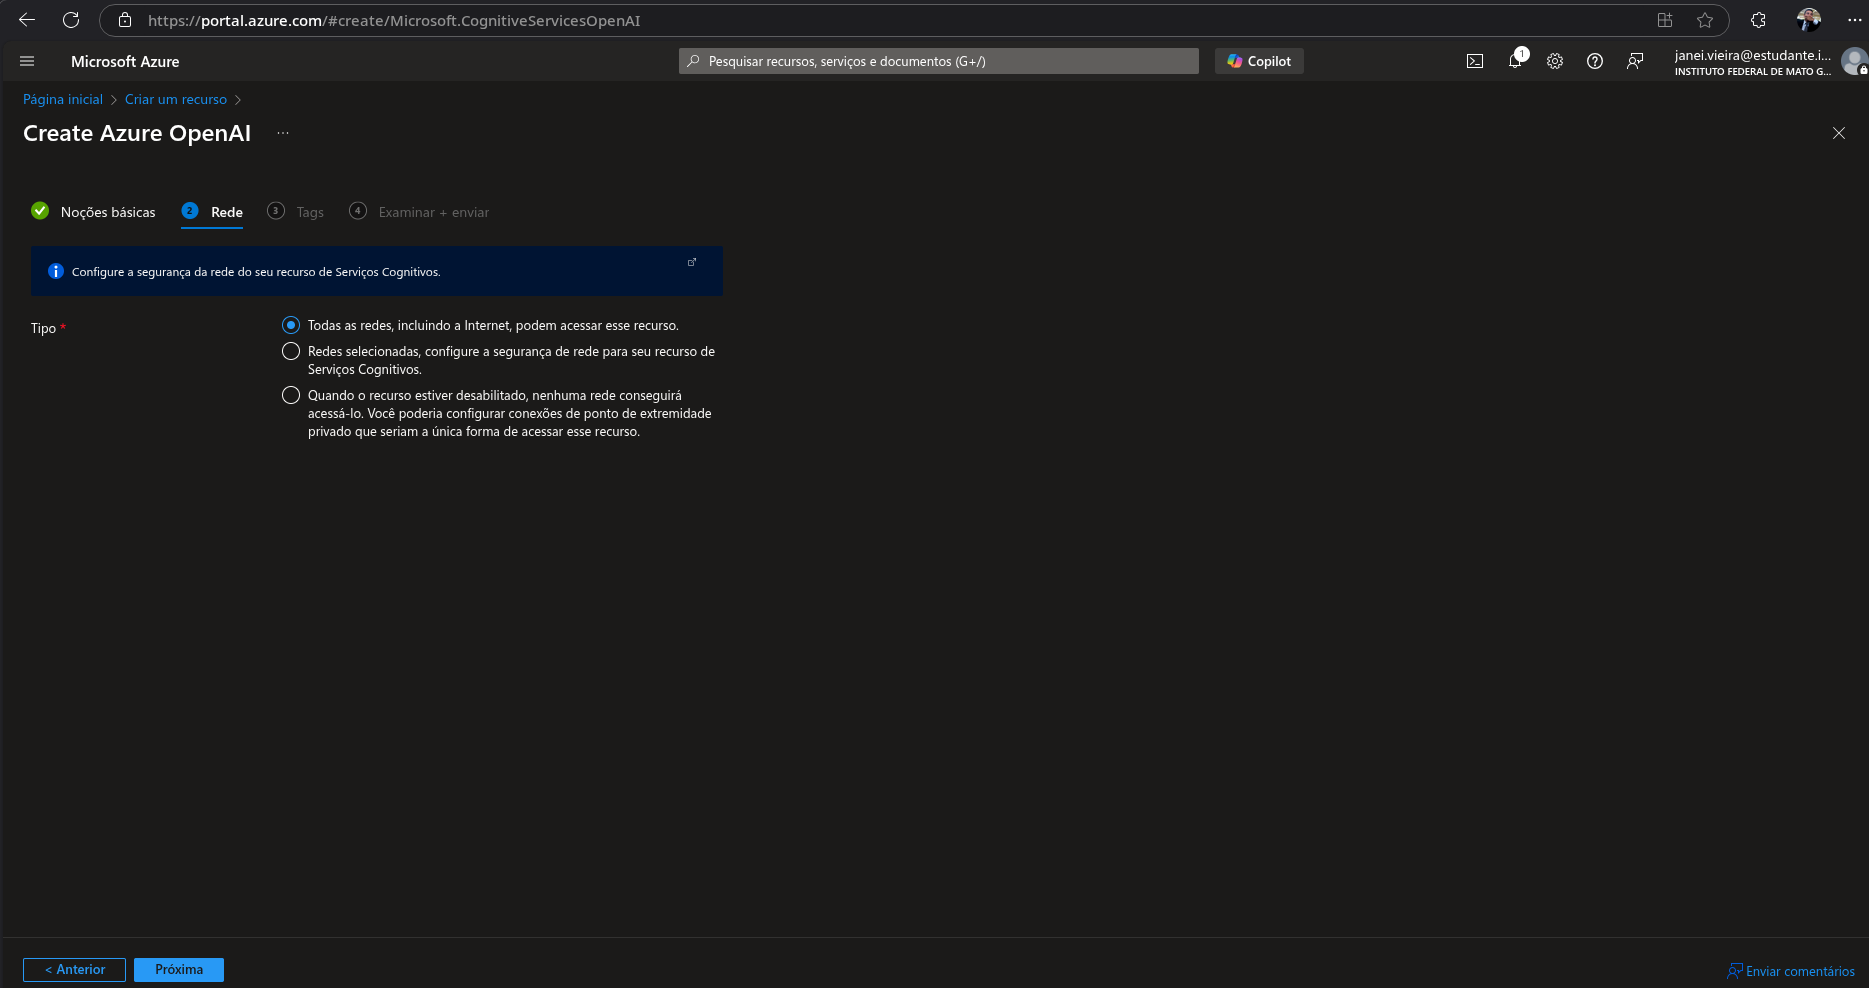 https://portal.azure.com/#create/Microsoft.CognitiveServicesOpenAI
Microsoft Azure
Pesquisar recursos, serviços e documentos (G+/)
Copilot
1
janei.vieira@estudante.i...
INSTITUTO FEDERAL DE MATO G...
Página inicial > Criar um recurso >
Create Azure OpenAI ...
Noções básicas
2 Rede
3 Tags
4 Examinar + enviar
Configure a segurança da rede do seu recurso de Serviços Cognitivos.
Tipo *
Todas as redes, incluindo a Internet, podem acessar esse recurso.
Redes selecionadas, configure a segurança de rede para seu recurso de
Serviços Cognitivos.
Quando o recurso estiver desabilitado, nenhuma rede conseguirá
acessá-lo. Você poderia configurar conexões de ponto de extremidade
privado que seriam a única forma de acessar esse recurso.
< Anterior
Próxima
Enviar comentários